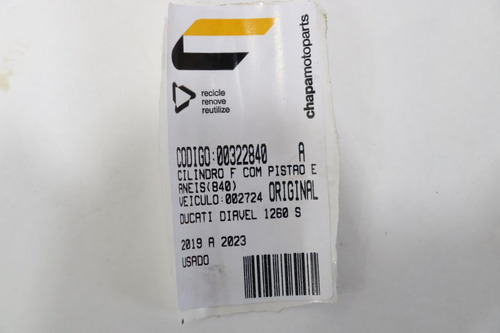 chapamotoparts
recicle
renove
reutilize
CODIGO:00322840 A
CILINDRO F COM PISTAO E
ANEIS(840)
VEICULO:002724 ORIGINAL
DUCATI DIAVEL 1260 S
2019 A 2023
USADO